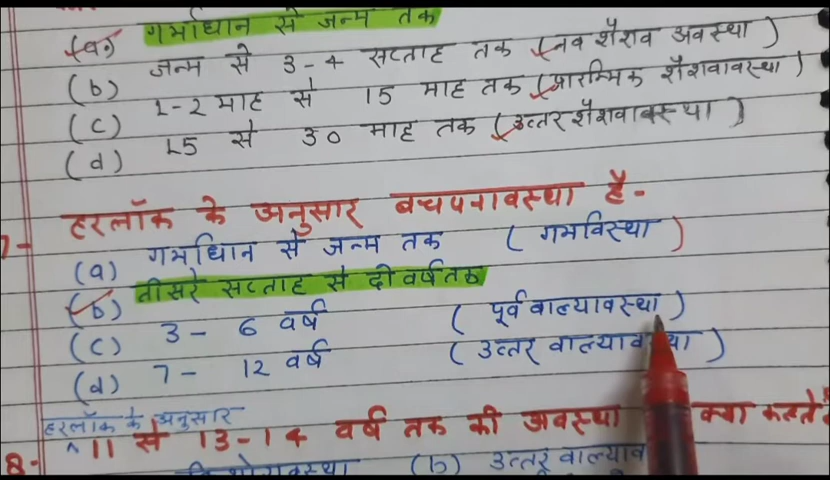 (a) गर्भाधान से जन्म तक
(b) जन्म से 3-4 सप्ताह तक (नव शैशव अवस्था)
(c) 1-2 माह से 15 माह तक (प्रारम्भिक शैशवावस्था)
(d) 15 से 30 माह तक (उत्तर शैशवावस्था)
7- हरलॉक के अनुसार बचपनावस्था है-
(a) गर्भाधान से जन्म तक (गर्भावस्था)
(b) तीसरे सप्ताह से दो वर्ष तक
(c) 3 - 6 वर्ष (पूर्व बाल्यावस्था)
(d) 7 - 12 वर्ष (उत्तर बाल्यावस्था)
हरलॉक के अनुसार
8- ^ 11 से 13-14 वर्ष तक की अवस्था क्या कहते
(b) उत्तर